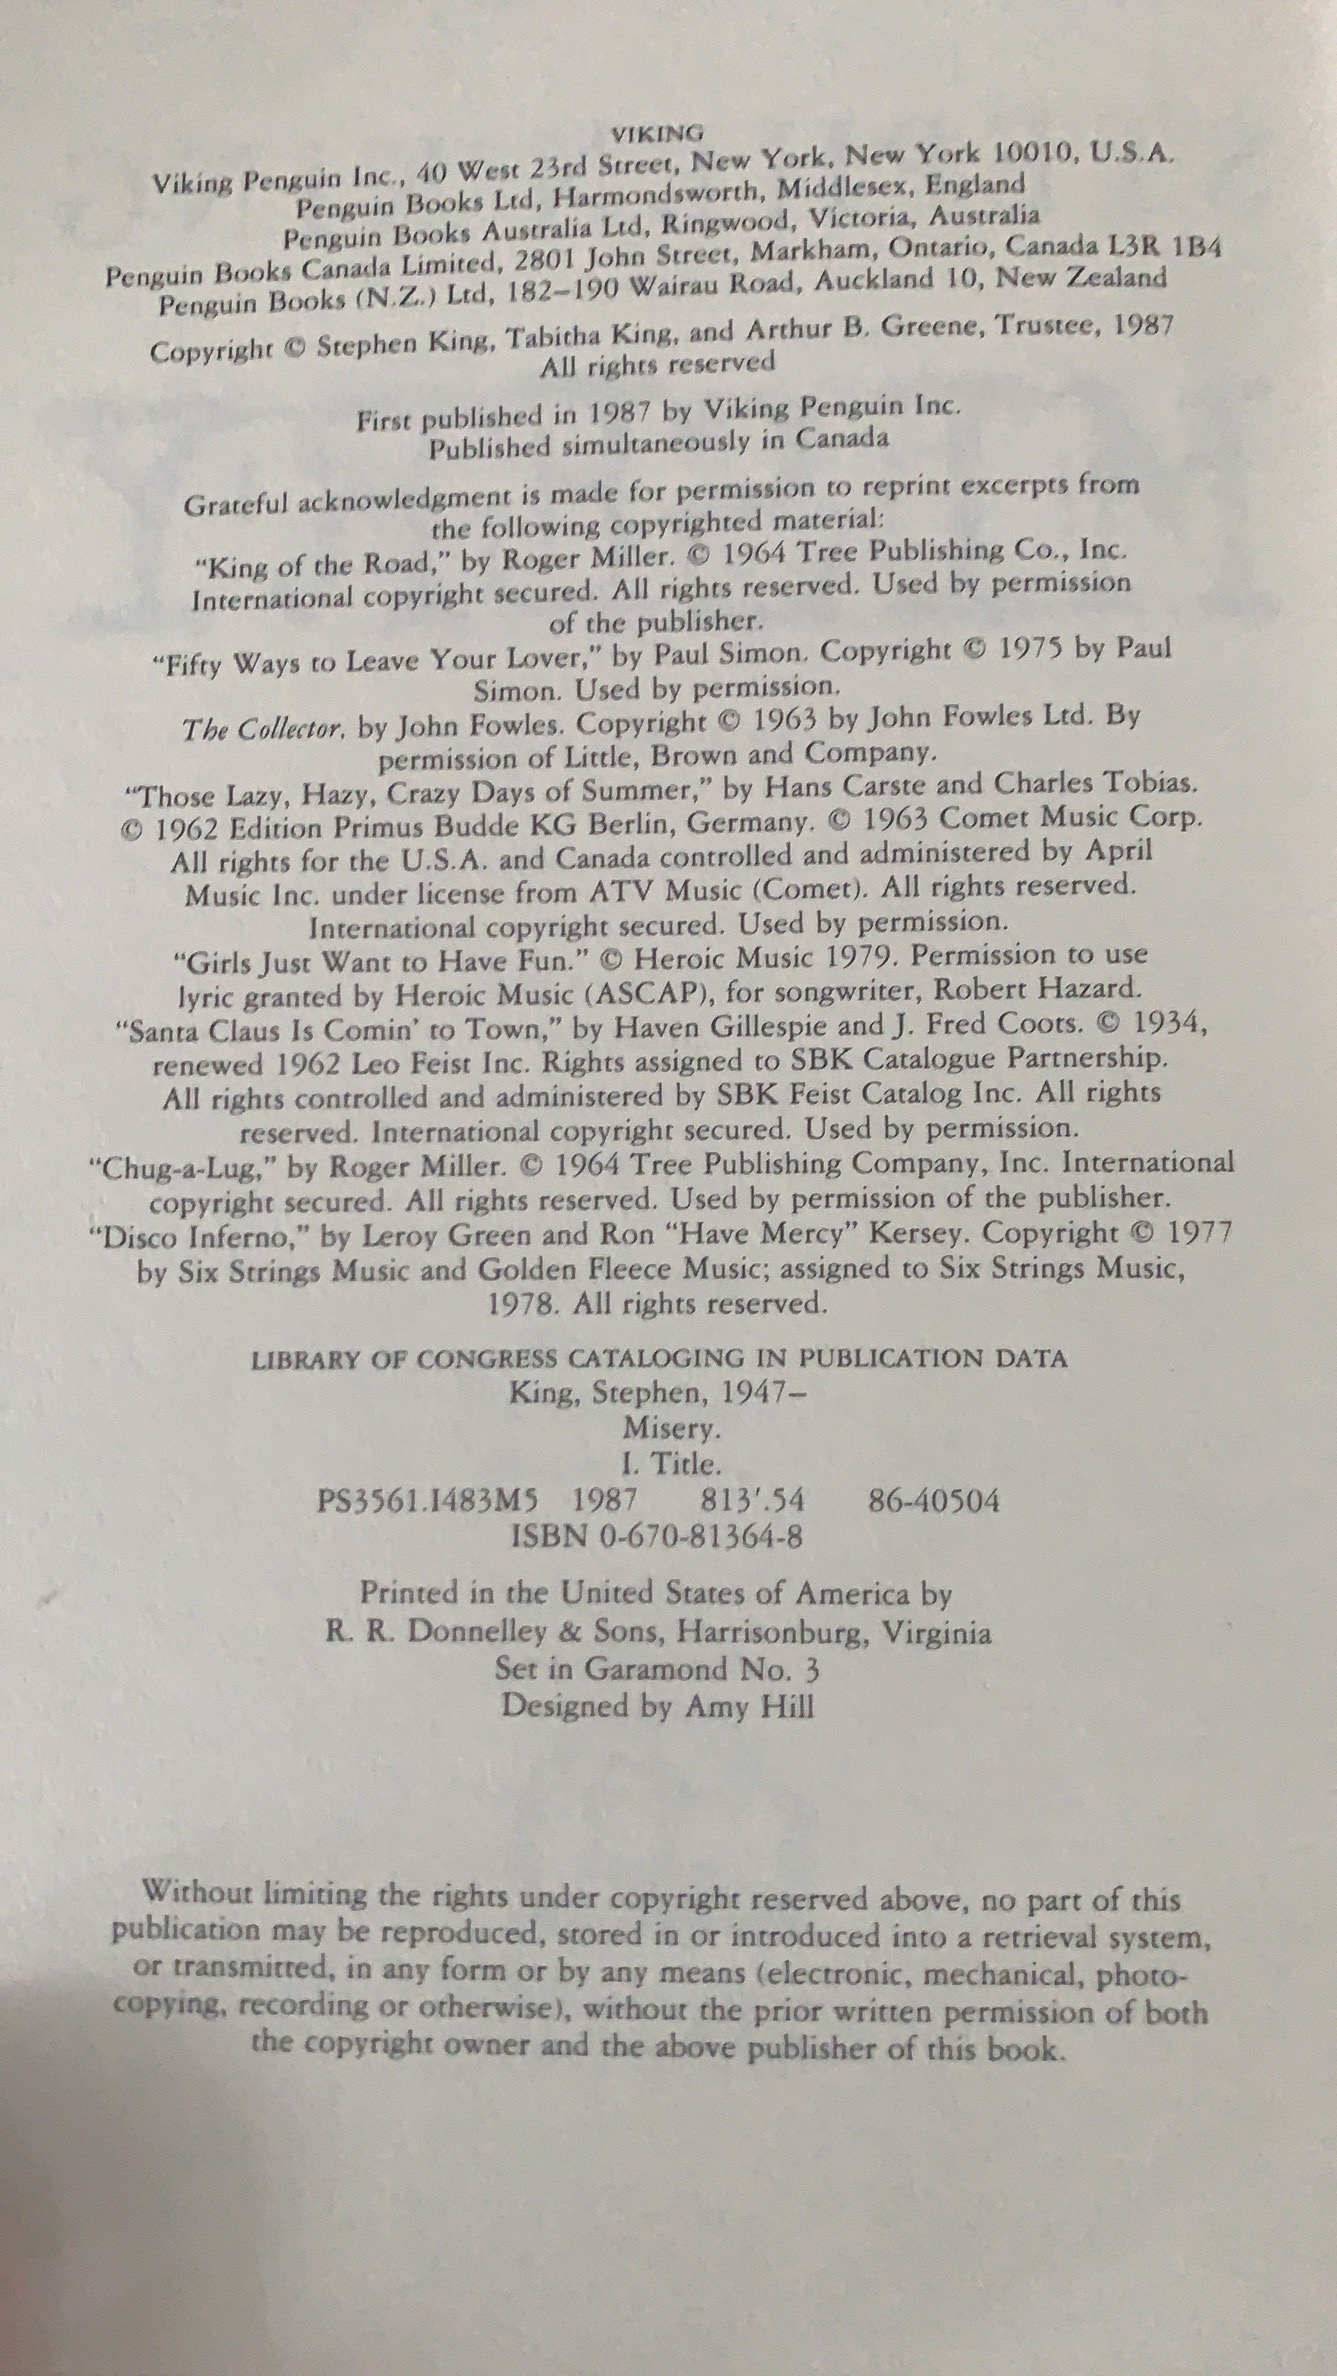 VIKING
Viking Penguin Inc., 40 West 23rd Street, New York, New York 10010, U.S.A.
Penguin Books Ltd, Harmondsworth, Middlesex, England
Penguin Books Australia Ltd, Ringwood, Victoria, Australia
Penguin Books Canada Limited, 2801 John Street, Markham, Ontario, Canada L3R 1B4
Penguin Books (N.Z.) Ltd, 182–190 Wairau Road, Auckland 10, New Zealand
Copyright © Stephen King, Tabitha King, and Arthur B. Greene, Trustee, 1987
All rights reserved
First published in 1987 by Viking Penguin Inc.
Published simultaneously in Canada
Grateful acknowledgment is made for permission to reprint excerpts from
the following copyrighted material:
“King of the Road,” by Roger Miller. © 1964 Tree Publishing Co., Inc.
International copyright secured. All rights reserved. Used by permission
of the publisher.
“Fifty Ways to Leave Your Lover,” by Paul Simon. Copyright © 1975 by Paul
Simon. Used by permission.
The Collector, by John Fowles. Copyright © 1963 by John Fowles Ltd. By
permission of Little, Brown and Company.
“Those Lazy, Hazy, Crazy Days of Summer,” by Hans Carste and Charles Tobias.
© 1962 Edition Primus Budde KG Berlin, Germany. © 1963 Comet Music Corp.
All rights for the U.S.A. and Canada controlled and administered by April
Music Inc. under license from ATV Music (Comet). All rights reserved.
International copyright secured. Used by permission.
“Girls Just Want to Have Fun.” © Heroic Music 1979. Permission to use
lyric granted by Heroic Music (ASCAP), for songwriter, Robert Hazard.
“Santa Claus Is Comin’ to Town,” by Haven Gillespie and J. Fred Coots. © 1934,
renewed 1962 Leo Feist Inc. Rights assigned to SBK Catalogue Partnership.
All rights controlled and administered by SBK Feist Catalog Inc. All rights
reserved. International copyright secured. Used by permission.
“Chug-a-Lug,” by Roger Miller. © 1964 Tree Publishing Company, Inc. International
copyright secured. All rights reserved. Used by permission of the publisher.
“Disco Inferno,” by Leroy Green and Ron “Have Mercy” Kersey. Copyright © 1977
by Six Strings Music and Golden Fleece Music; assigned to Six Strings Music,
1978. All rights reserved.
LIBRARY OF CONGRESS CATALOGING IN PUBLICATION DATA
King, Stephen, 1947–
Misery.
I. Title.
PS3561.I483M5 1987 813′.54 86-40504
ISBN 0-670-81364-8
Printed in the United States of America by
R. R. Donnelley & Sons, Harrisonburg, Virginia
Set in Garamond No. 3
Designed by Amy Hill
Without limiting the rights under copyright reserved above, no part of this
publication may be reproduced, stored in or introduced into a retrieval system,
or transmitted, in any form or by any means (electronic, mechanical, photo-
copying, recording or otherwise), without the prior written permission of both
the copyright owner and the above publisher of this book.